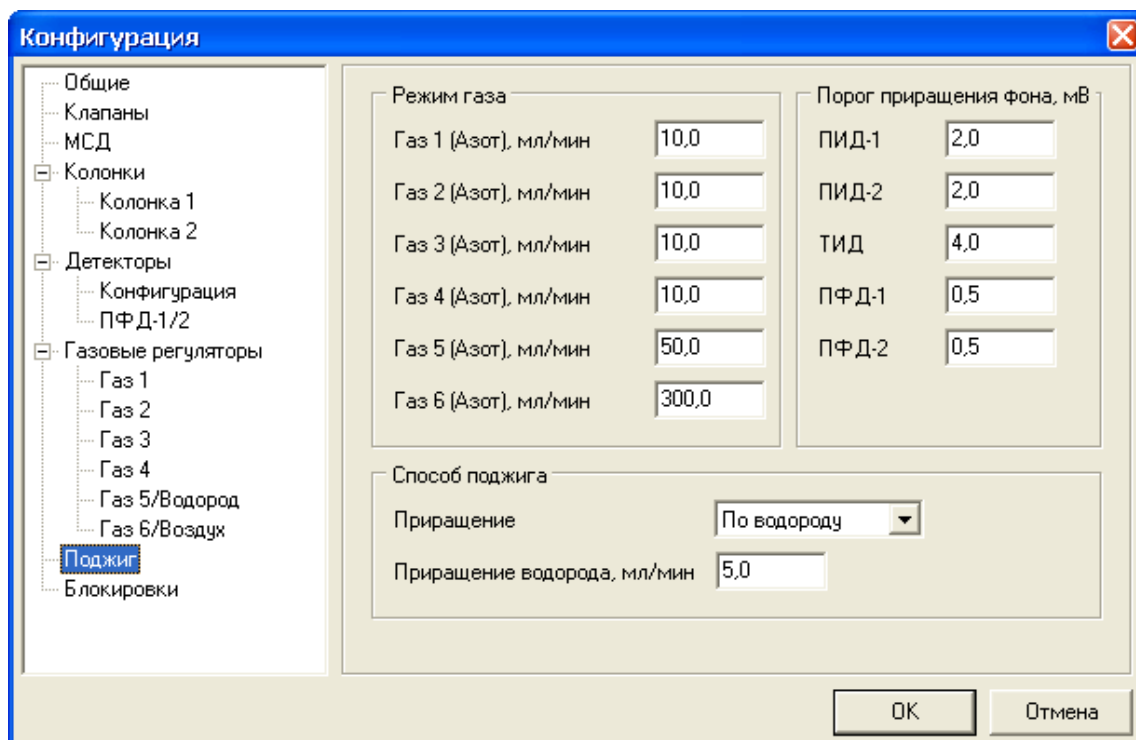 Конфигурация
Общие
Клапаны
МСД
Колонки
Колонка 1
Колонка 2
Детекторы
Конфигурация
ПФД-1/2
Газовые регуляторы
Газ 1
Газ 2
Газ 3
Газ 4
Газ 5/Водород
Газ 6/Воздух
Поджиг
Блокировки
Режим газа
Газ 1 (Азот), мл/мин 10,0
Газ 2 (Азот), мл/мин 10,0
Газ 3 (Азот), мл/мин 10,0
Газ 4 (Азот), мл/мин 10,0
Газ 5 (Азот), мл/мин 50,0
Газ 6 (Азот), мл/мин 300,0
Порог приращения фона, мВ
ПИД-1 2,0
ПИД-2 2,0
ТИД 4,0
ПФД-1 0,5
ПФД-2 0,5
Способ поджига
Приращение По водороду
Приращение водорода, мл/мин 5,0
OK Отмена